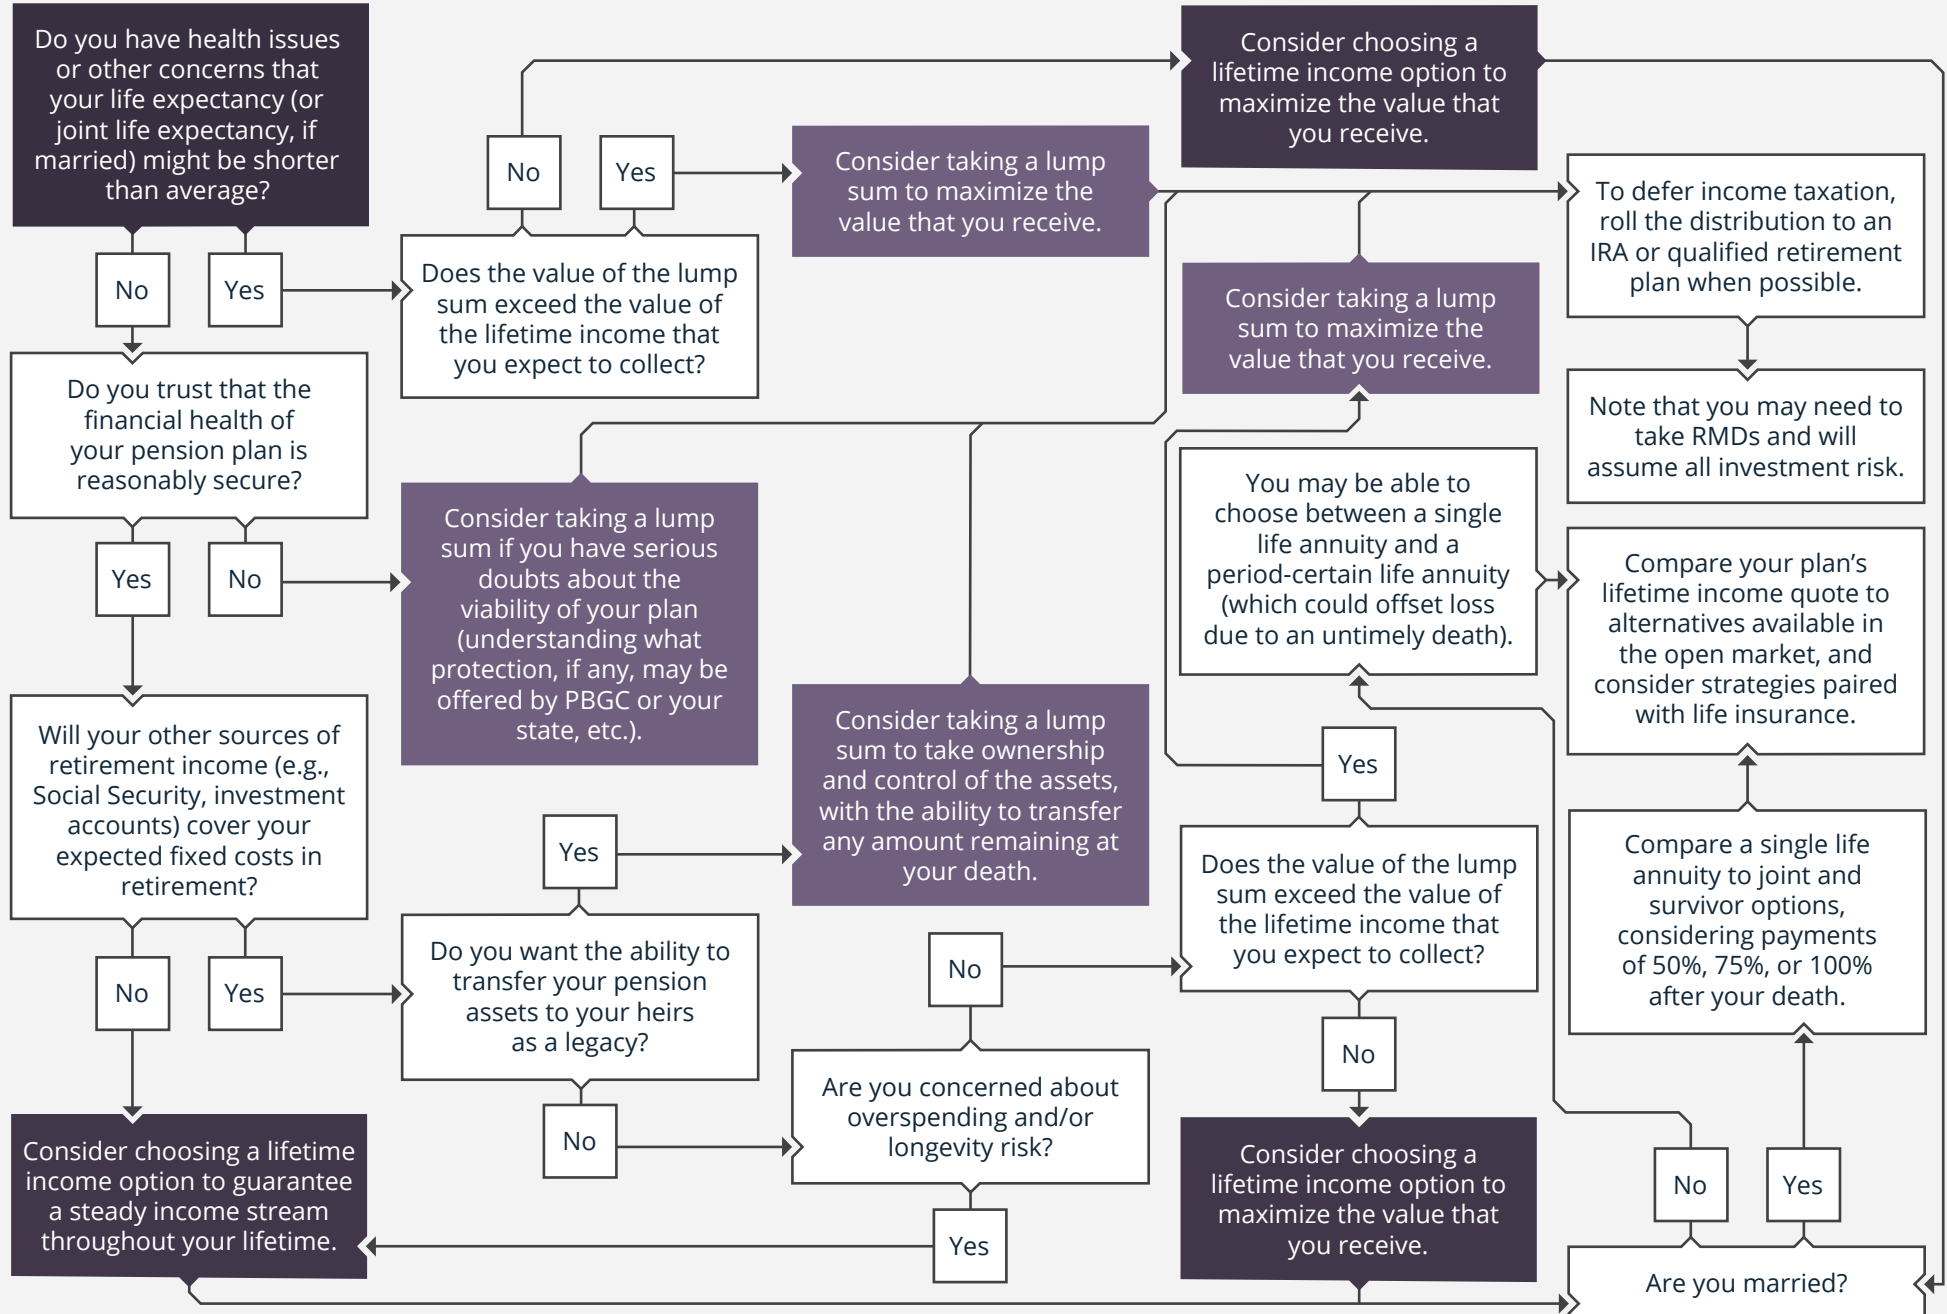 Do you have health issues
or other concerns that
your life expectancy (or
joint life expectancy, if
married) might be shorter
than average?
No
Yes
Does the value of the lump
sum exceed the value of
the lifetime income that
you expect to collect?
No
Yes
Consider taking a lump
sum to maximize the
value that you receive.
Consider choosing a
lifetime income option to
maximize the value that
you receive.
To defer income taxation,
roll the distribution to an
IRA or qualified retirement
plan when possible.
Note that you may need to
take RMDs and will
assume all investment risk.
Do you trust that the
financial health of
your pension plan is
reasonably secure?
Yes
No
Consider taking a lump
sum if you have serious
doubts about the
viability of your plan
(understanding what
protection, if any, may be
offered by PBGC or your
state, etc.).
Will your other sources of
retirement income (e.g.,
Social Security, investment
accounts) cover your
expected fixed costs in
retirement?
No
Yes
Do you want the ability to
transfer your pension
assets to your heirs
as a legacy?
Yes
No
Consider taking a lump
sum to take ownership
and control of the assets,
with the ability to transfer
any amount remaining at
your death.
Are you concerned about
overspending and/or
longevity risk?
No
Yes
Consider choosing a lifetime
income option to guarantee
a steady income stream
throughout your lifetime.
Does the value of the lump
sum exceed the value of
the lifetime income that
you expect to collect?
Yes
No
Consider taking a lump
sum to maximize the
value that you receive.
Consider choosing a
lifetime income option to
maximize the value that
you receive.
Are you married?
No
Yes
You may be able to
choose between a single
life annuity and a
period-certain life annuity
(which could offset loss
due to an untimely death).
Compare a single life
annuity to joint and
survivor options,
considering payments
of 50%, 75%, or 100%
after your death.
Compare your plan’s
lifetime income quote to
alternatives available in
the open market, and
consider strategies paired
with life insurance.